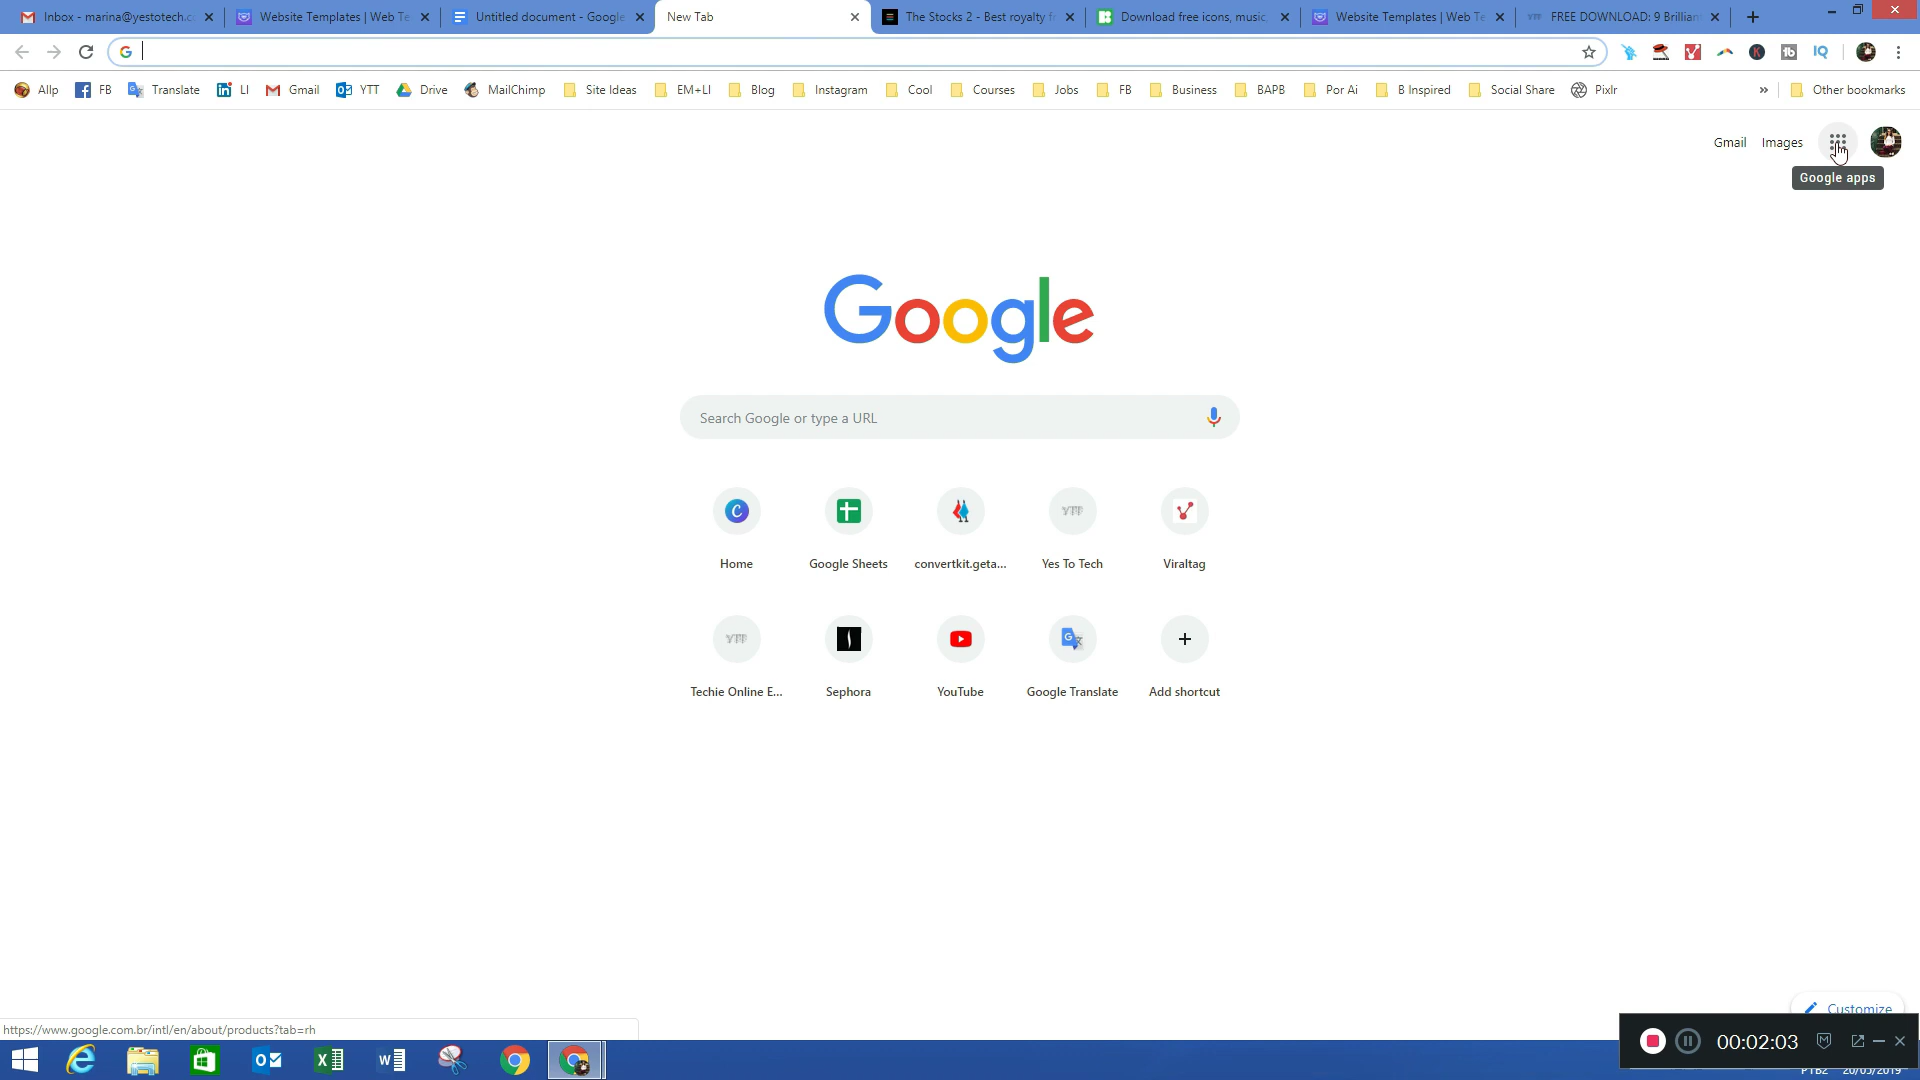 Inbox - marina@yestotech.c
Website Templates | Web Te
Untitled document - Google
New Tab
The Stocks 2 - Best royalty f
Download free icons, music,
Website Templates | Web Te
FREE DOWNLOAD: 9 Brillian
Allp
FB
Translate
LI
Gmail
YTT
Drive
MailChimp
Site Ideas
EM+LI
Blog
Instagram
Cool
Courses
Jobs
FB
Business
BAPB
Por Ai
B Inspired
Social Share
Pixlr
Other bookmarks
Gmail
Images
Google apps
Google
Search Google or type a URL
Home
Google Sheets
convertkit.geta...
Yes To Tech
Viraltag
Techie Online E...
Sephora
YouTube
Google Translate
Add shortcut
Customize
https://www.google.com.br/intl/en/about/products?tab=rh
00:02:03
PTB2
20/05/2019